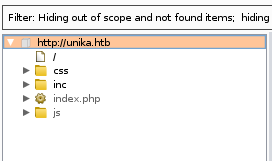 Filter: Hiding out of scope and not found items;  hiding
http://unika.htb
/
css
inc
index.php
js